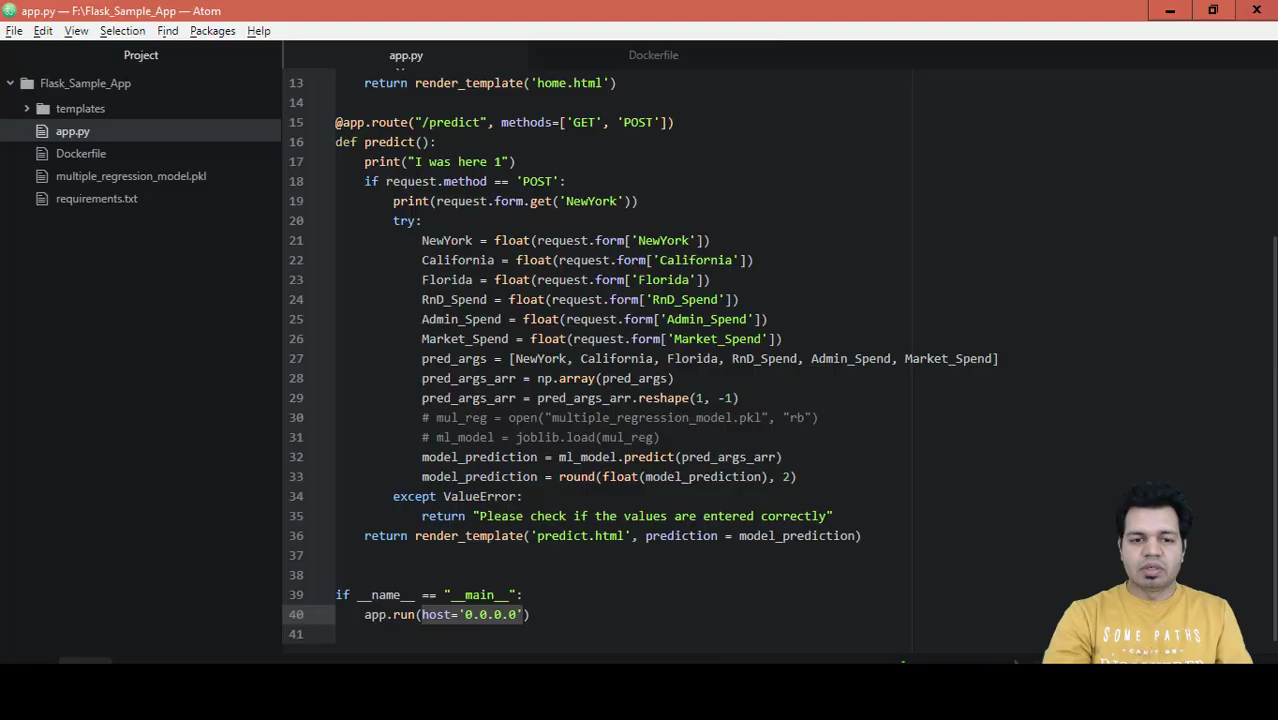 app.py — F:\Flask_Sample_App — Atom
File Edit View Selection Find Packages Help
Project
app.py
Dockerfile
Flask_Sample_App
templates
app.py
Dockerfile
multiple_regression_model.pkl
requirements.txt
13 return render_template('home.html')
14
15 @app.route("/predict", methods=['GET', 'POST'])
16 def predict():
17 print("I was here 1")
18 if request.method == 'POST':
19 print(request.form.get('NewYork'))
20 try:
21 NewYork = float(request.form['NewYork'])
22 California = float(request.form['California'])
23 Florida = float(request.form['Florida'])
24 RnD_Spend = float(request.form['RnD_Spend'])
25 Admin_Spend = float(request.form['Admin_Spend'])
26 Market_Spend = float(request.form['Market_Spend'])
27 pred_args = [NewYork, California, Florida, RnD_Spend, Admin_Spend, Market_Spend]
28 pred_args_arr = np.array(pred_args)
29 pred_args_arr = pred_args_arr.reshape(1, -1)
30 # mul_reg = open("multiple_regression_model.pkl", "rb")
31 # ml_model = joblib.load(mul_reg)
32 model_prediction = ml_model.predict(pred_args_arr)
33 model_prediction = round(float(model_prediction), 2)
34 except ValueError:
35 return "Please check if the values are entered correctly"
36 return render_template('predict.html', prediction = model_prediction)
37
38
39 if __name__ == "__main__":
40 app.run(host='0.0.0.0')
41
SOME PATHS
CAN'T BE